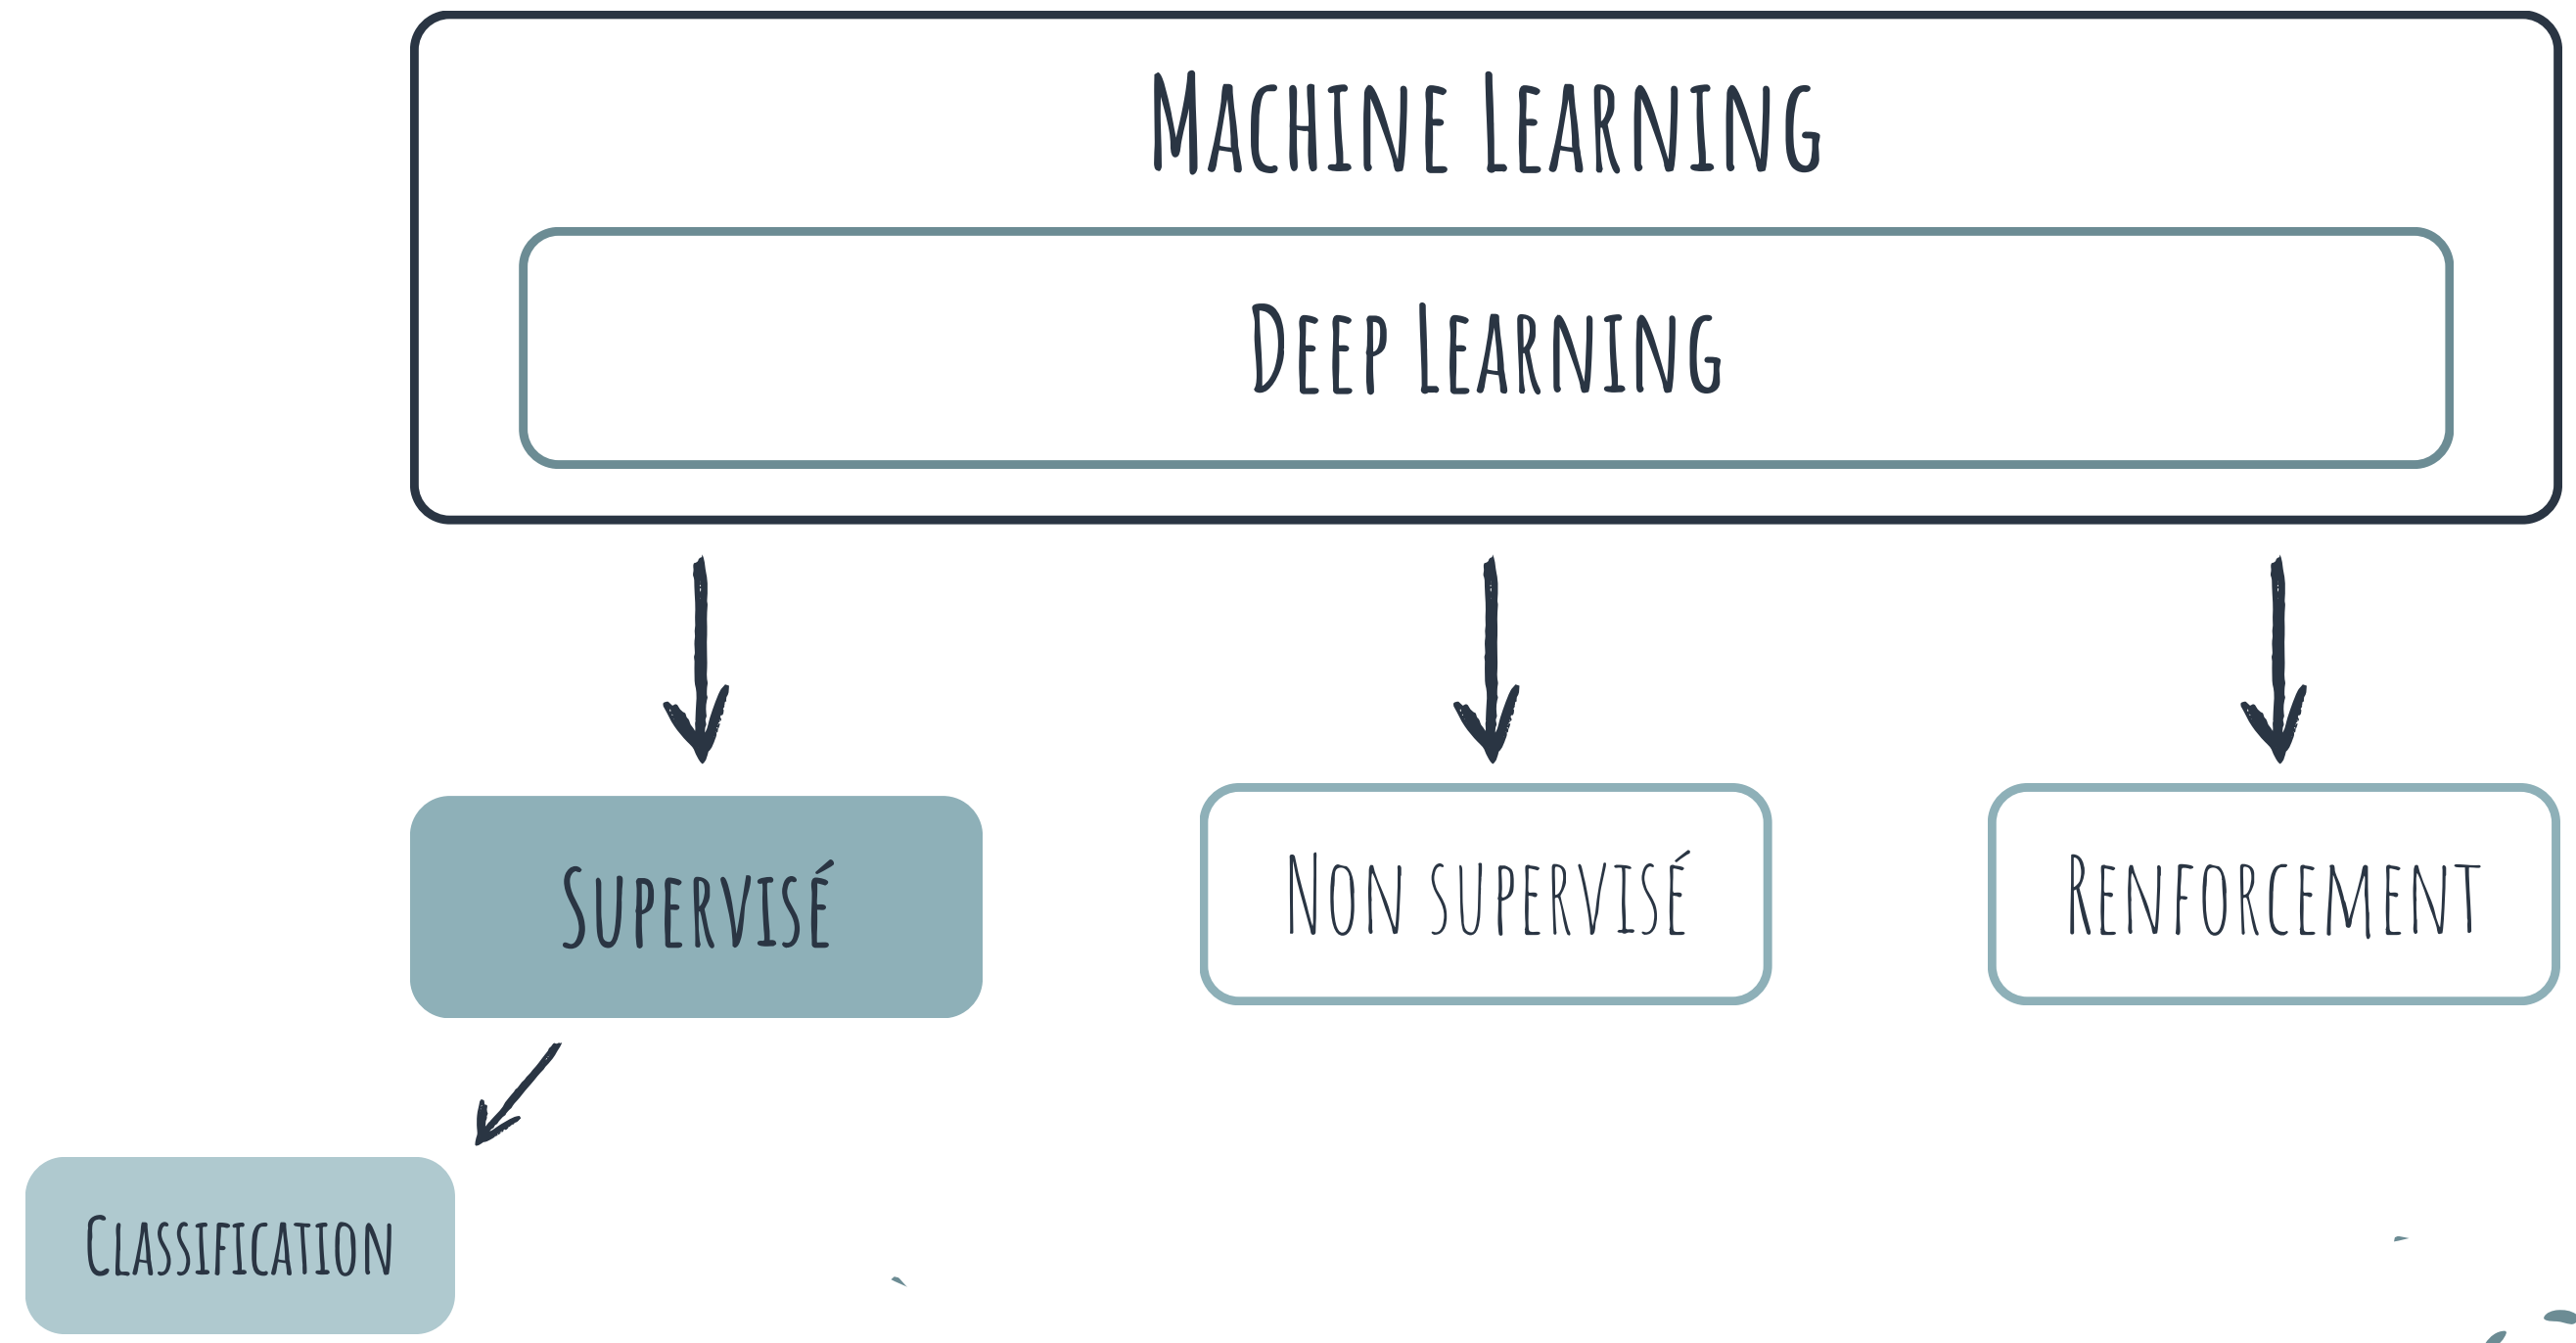 Machine Learning
Deep Learning
Supervisé
Non supervisé
Renforcement
Classification